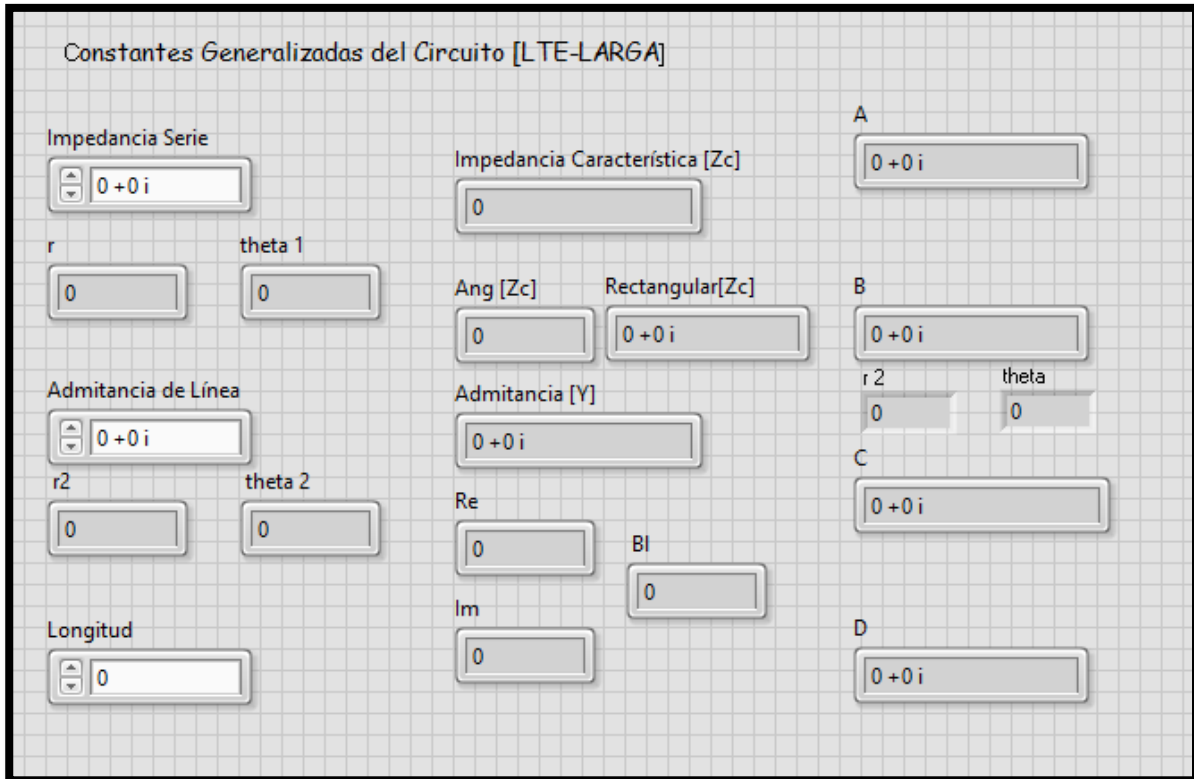 Constantes Generalizadas del Circuito [LTE-LARGA]
Impedancia Serie
0 +0 i
r
theta 1
0
0
Admitancia de Línea
0 +0 i
r2
theta 2
0
0
Longitud
0
Impedancia Característica [Zc]
0
Ang [Zc]
Rectangular[Zc]
0
0 +0 i
Admitancia [Y]
0 +0 i
Re
0
Bl
0
Im
0
A
0 +0 i
B
0 +0 i
r 2
theta
0
0
C
0 +0 i
D
0 +0 i